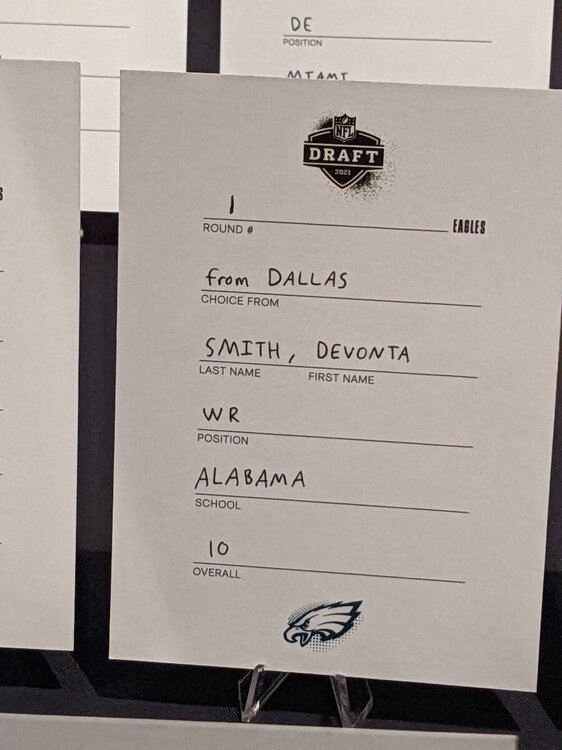 DE
POSITION
MIAMI
NFL
DRAFT
2021
1
EAGLES
ROUND #
from DALLAS
CHOICE FROM
SMITH, DEVONTA
LAST NAME FIRST NAME
WR
POSITION
ALABAMA
SCHOOL
10
OVERALL